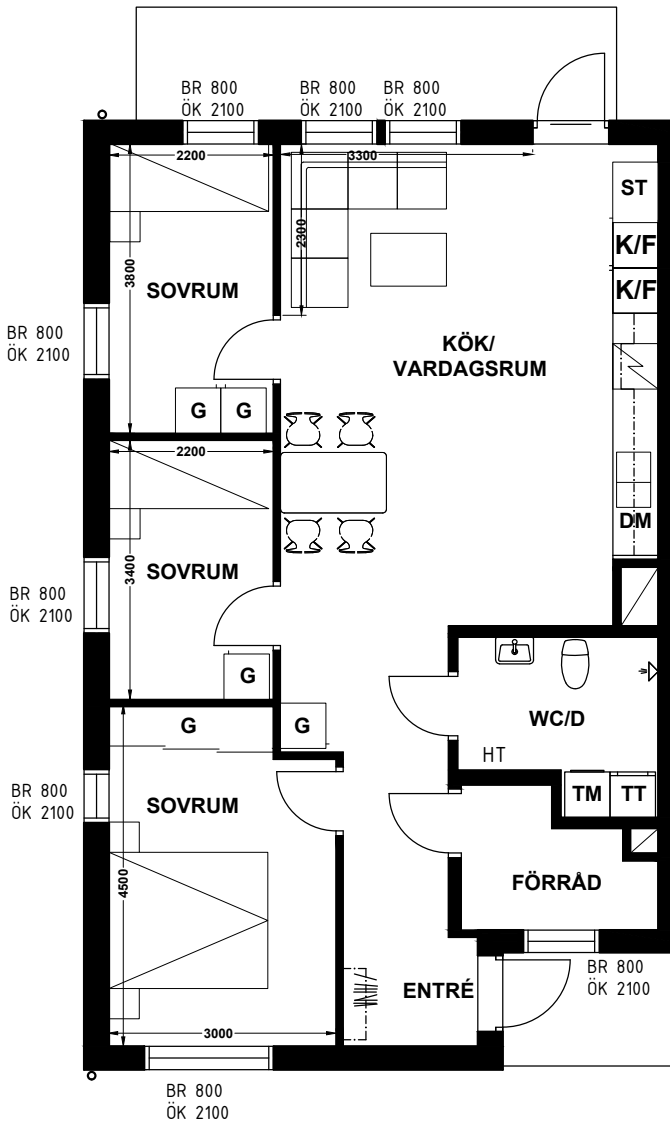 BR 800
ÖK 2100
BR 800
ÖK 2100
BR 800
ÖK 2100
2200
3300
ST
K/F
K/F
2300
3800
SOVRUM
BR 800
ÖK 2100
KÖK/
VARDAGSRUM
G
G
2200
DM
3400
SOVRUM
BR 800
ÖK 2100
G
G
G
WC/D
HT
TM
TT
BR 800
ÖK 2100
SOVRUM
4500
FÖRRÅD
ENTRÉ
BR 800
ÖK 2100
3000
BR 800
ÖK 2100